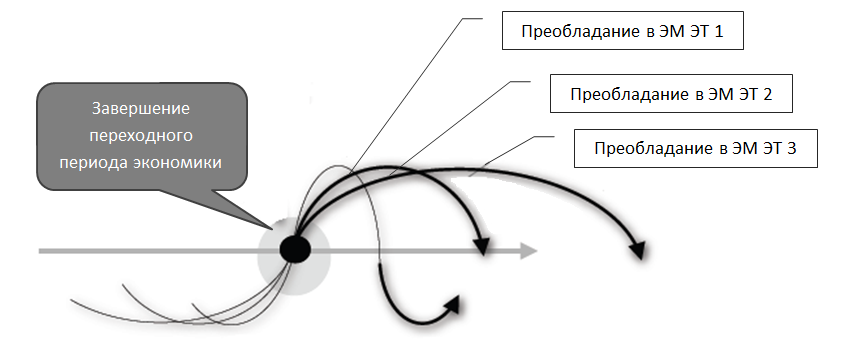 Преобладание в ЭМ ЭТ 1
Преобладание в ЭМ ЭТ 2
Завершение
переходного
периода экономики
Преобладание в ЭМ ЭТ 3